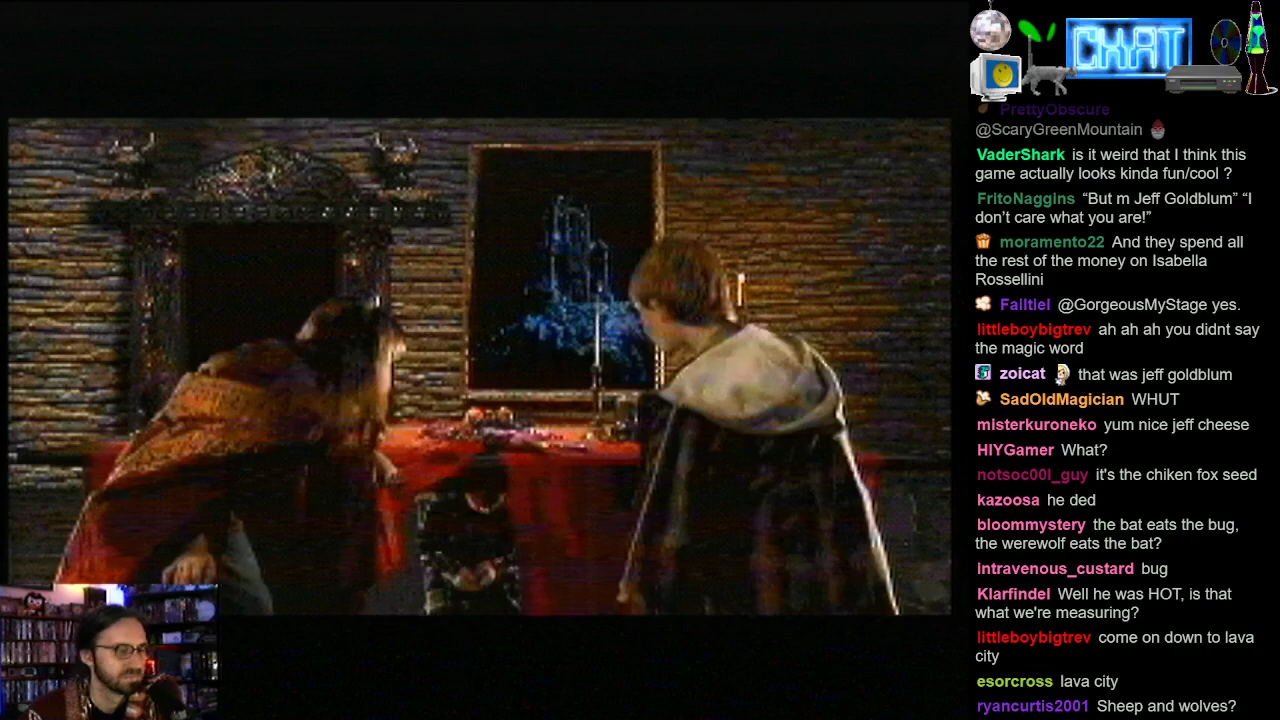 CHAT
PrettyObscure
@ScaryGreenMountain
VaderShark is it weird that I think this
game actually looks kinda fun/cool ?
FritoNaggins “But m Jeff Goldblum” “I
don’t care what you are!”
moramento22 And they spend all
the rest of the money on Isabella
Rossellini
Failtiel @GorgeousMyStage yes.
littleboybigtrev ah ah ah you didnt say
the magic word
zoicat that was jeff goldblum
SadOldMagician WHUT
misterkuroneko yum nice jeff cheese
HIYGamer What?
notsoc00l_guy it's the chiken fox seed
kazoosa he ded
bloommystery the bat eats the bug,
the werewolf eats the bat?
intravenous_custard bug
Klarfindel Well he was HOT, is that
what we're measuring?
littleboybigtrev come on down to lava
city
esorcross lava city
ryancurtis2001 Sheep and wolves?